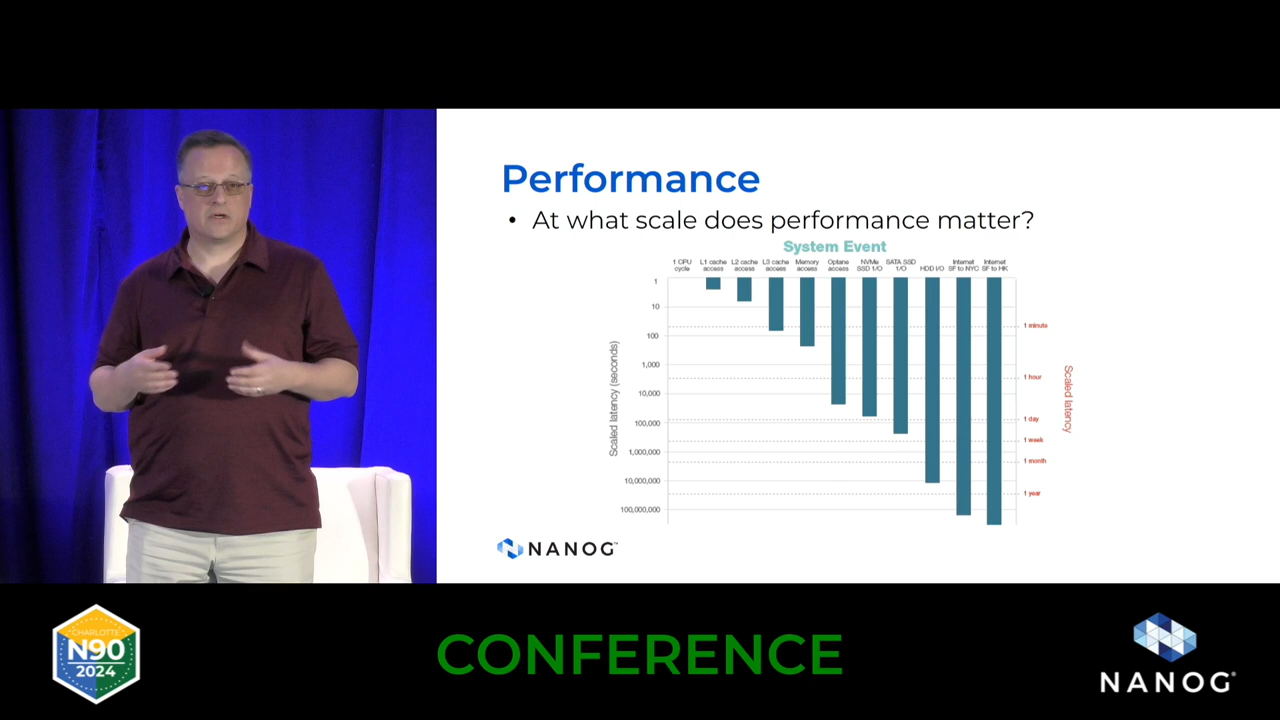 Performance
• At what scale does performance matter?
System Event
1 CPU cycle
L1 cache access
L2 cache access
L3 cache access
Memory access
Optane access
NVMe SSD I/O
SATA SSD I/O
HDD I/O
Internet SF to NYC
Internet SF to HK
1
10
100
1,000
10,000
100,000
1,000,000
10,000,000
100,000,000
Scaled latency (seconds)
1 minute
1 hour
1 day
1 week
1 month
1 year
Scaled latency
NANOG™
CHARLOTTE
N90
2024
CONFERENCE
NANOG®